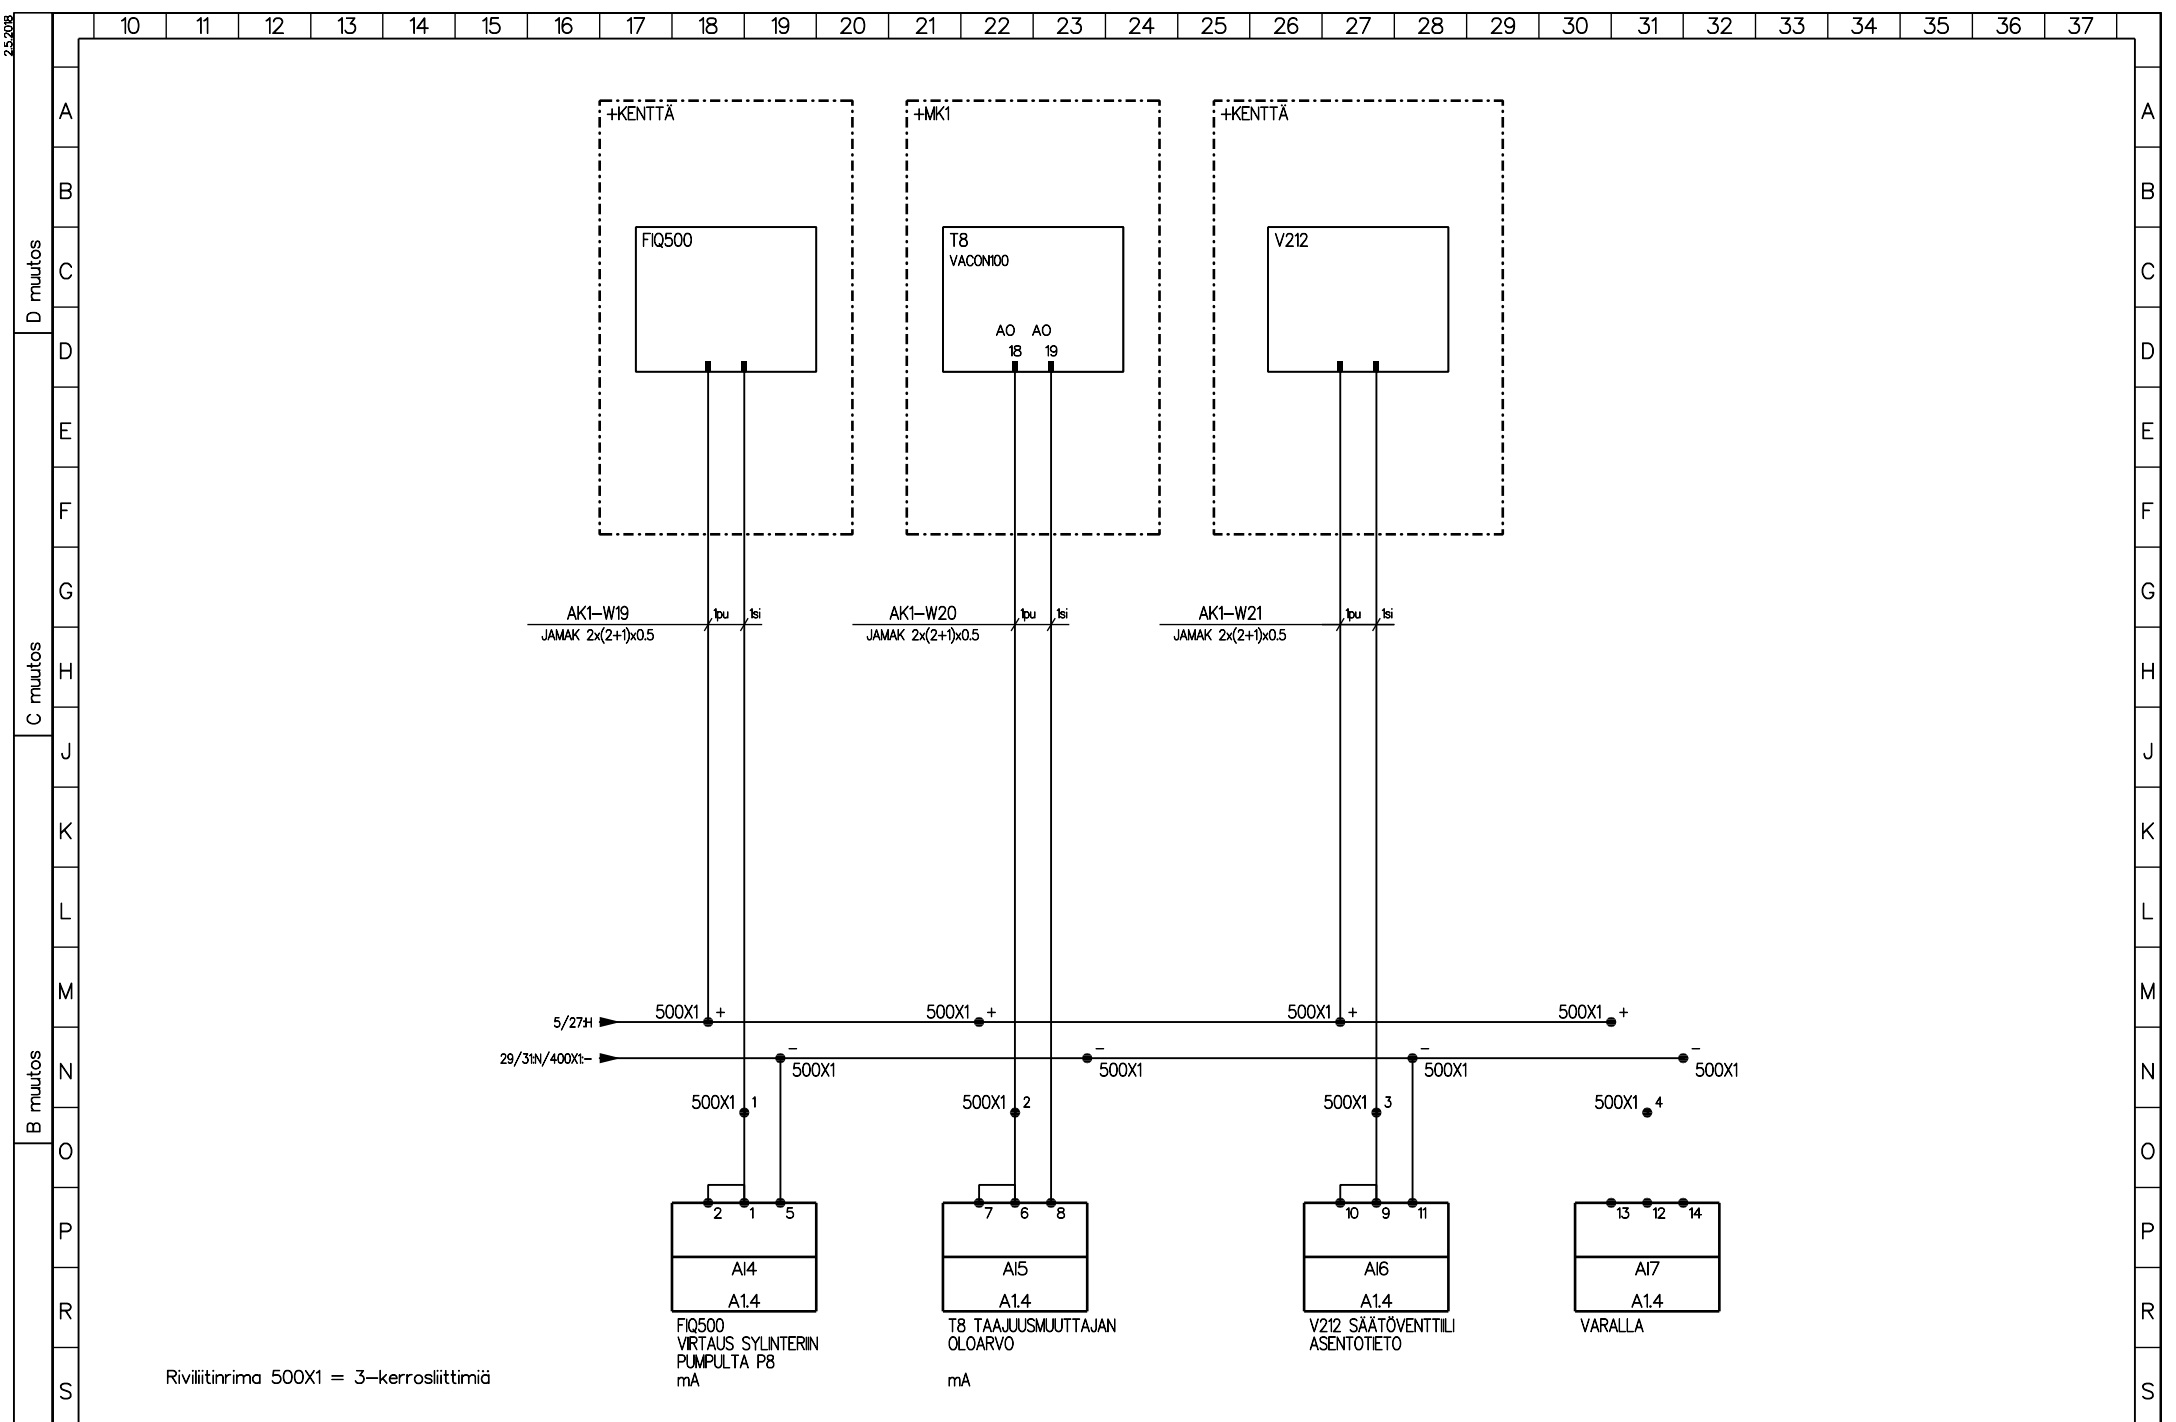 2.5.2018
10 11 12 13 14 15 16 17 18 19 20 21 22 23 24 25 26 27 28 29 30 31 32 33 34 35 36 37
A A
B B
C C
D D
E E
F F
G G
H H
J J
K K
L L
M M
N N
O O
P P
R R
S S
D muutos
C muutos
B muutos
+KENTTÄ
+MK1
+KENTTÄ
FIQ500
T8
VACON100
AO AO
18 19
V212
AK1-W19 1pu 1si
JAMAK 2x(2+1)x0.5
AK1-W20 1pu 1si
JAMAK 2x(2+1)x0.5
AK1-W21 1pu 1si
JAMAK 2x(2+1)x0.5
5/27:H 500X1 + 500X1 + 500X1 + 500X1 +
29/31:N/400X1:- - - - -
500X1 500X1 500X1 500X1
500X1 1 500X1 2 500X1 3 500X1 4
2 1 5
AI4
A1.4
FIQ500
VIRTAUS SYLINTERIIN
PUMPULTA P8
mA
7 6 8
AI5
A1.4
T8 TAAJUUSMUUTTAJAN
OLOARVO
mA
10 9 11
AI6
A1.4
V212 SÄÄTÖVENTTIILI
ASENTOTIETO
13 12 14
AI7
A1.4
VARALLA
Riviliitinrima 500X1 = 3-kerrosliittimiä